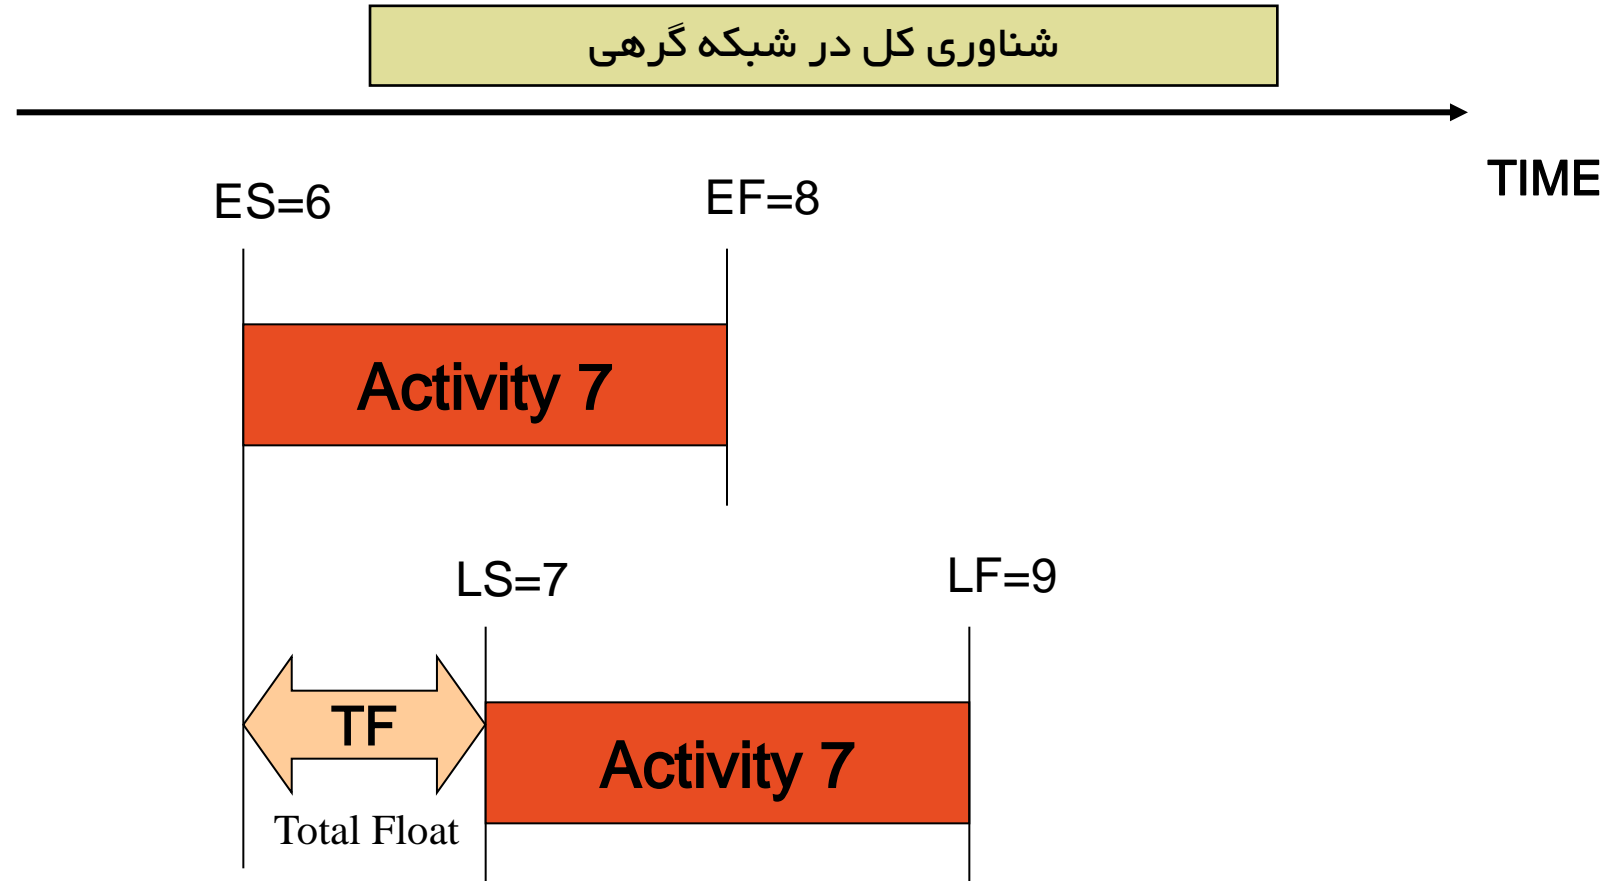 شناوری کل در شبکه گرهی
TIME
ES=6
EF=8
Activity 7
LS=7
LF=9
TF
Activity 7
Total Float